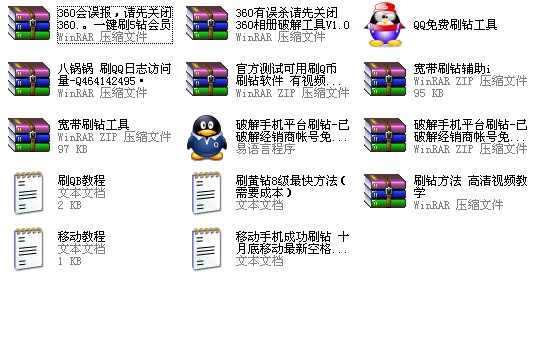 360会误报，请先关闭
360.。一键刷5钻会员
WinRAR 压缩文件
360有误杀请先关闭
360相册破解工具V1.0
WinRAR 压缩文件
QQ免费刷钻工具
八锅锅 刷QQ日志访问
量-Q464142495·
WinRAR 压缩文件
官方测试可用刷Q币
刷钻软件 有视频...
WinRAR ZIP 压缩文件
宽带刷钻辅助i
WinRAR ZIP 压缩文件
95 KB
宽带刷钻工具
WinRAR ZIP 压缩文件
97 KB
破解手机平台刷钻-已
破解经销商帐号免...
易语言程序
破解手机平台刷钻-已
破解经销商帐号免...
WinRAR ZIP 压缩文件
刷QB教程
文本文档
2 KB
刷黄钻8级最快方法(
需要成本)
文本文档
刷钻方法 高清视频教
学
WinRAR 压缩文件
移动教程
文本文档
1 KB
移动手机成功刷钻 十
月底移动最新空格...
文本文档